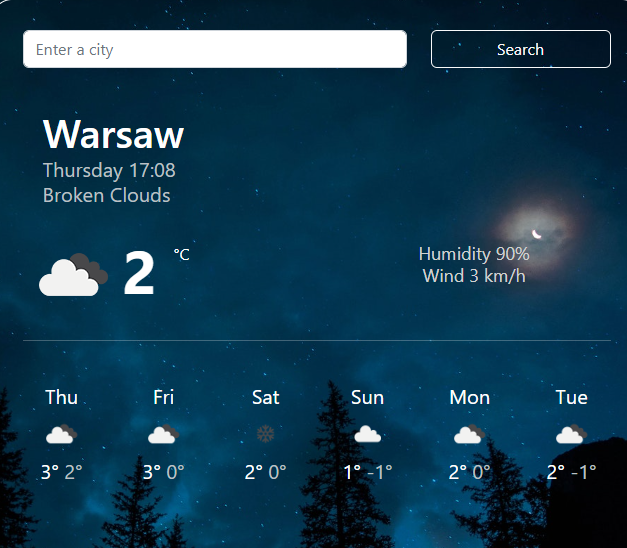 Enter a city Search
Warsaw
Thursday 17:08
Broken Clouds
2 °C
Humidity 90%
Wind 3 km/h
Thu Fri Sat Sun Mon Tue
3° 2° 3° 0° 2° 0° 1° -1° 2° 0° 2° -1°